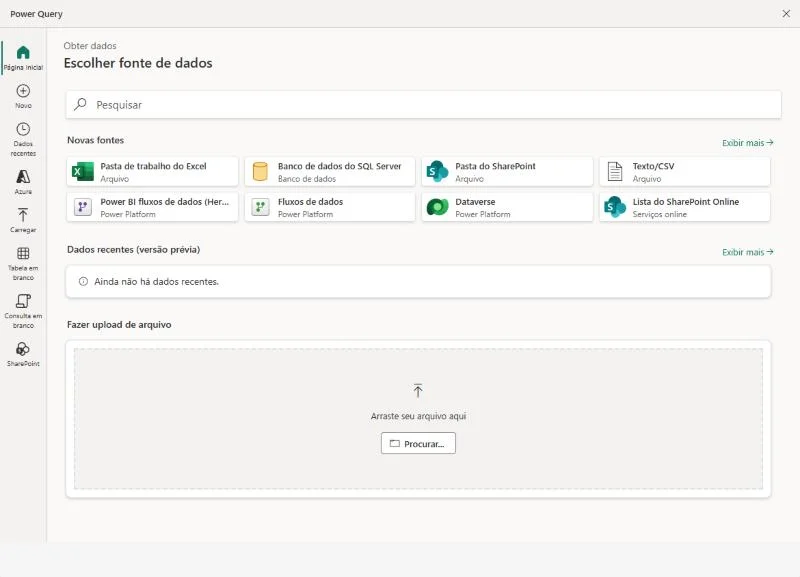 Power Query
Obter dados
Escolher fonte de dados
Página Inicial
Novo
Dados
recentes
Azure
Carregar
Tabela em
branco
Consulta em
branco
SharePoint
Pesquisar
Novas fontes
Exibir mais
Pasta de trabalho do Excel
Arquivo
Banco de dados do SQL Server
Banco de dados
Pasta do SharePoint
Arquivo
Texto/CSV
Arquivo
Power BI fluxos de dados (Her...
Power Platform
Fluxos de dados
Power Platform
Dataverse
Power Platform
Lista do SharePoint Online
Serviços online
Dados recentes (versão prévia)
Exibir mais
Ainda não há dados recentes.
Fazer upload de arquivo
Arraste seu arquivo aqui
Procurar...